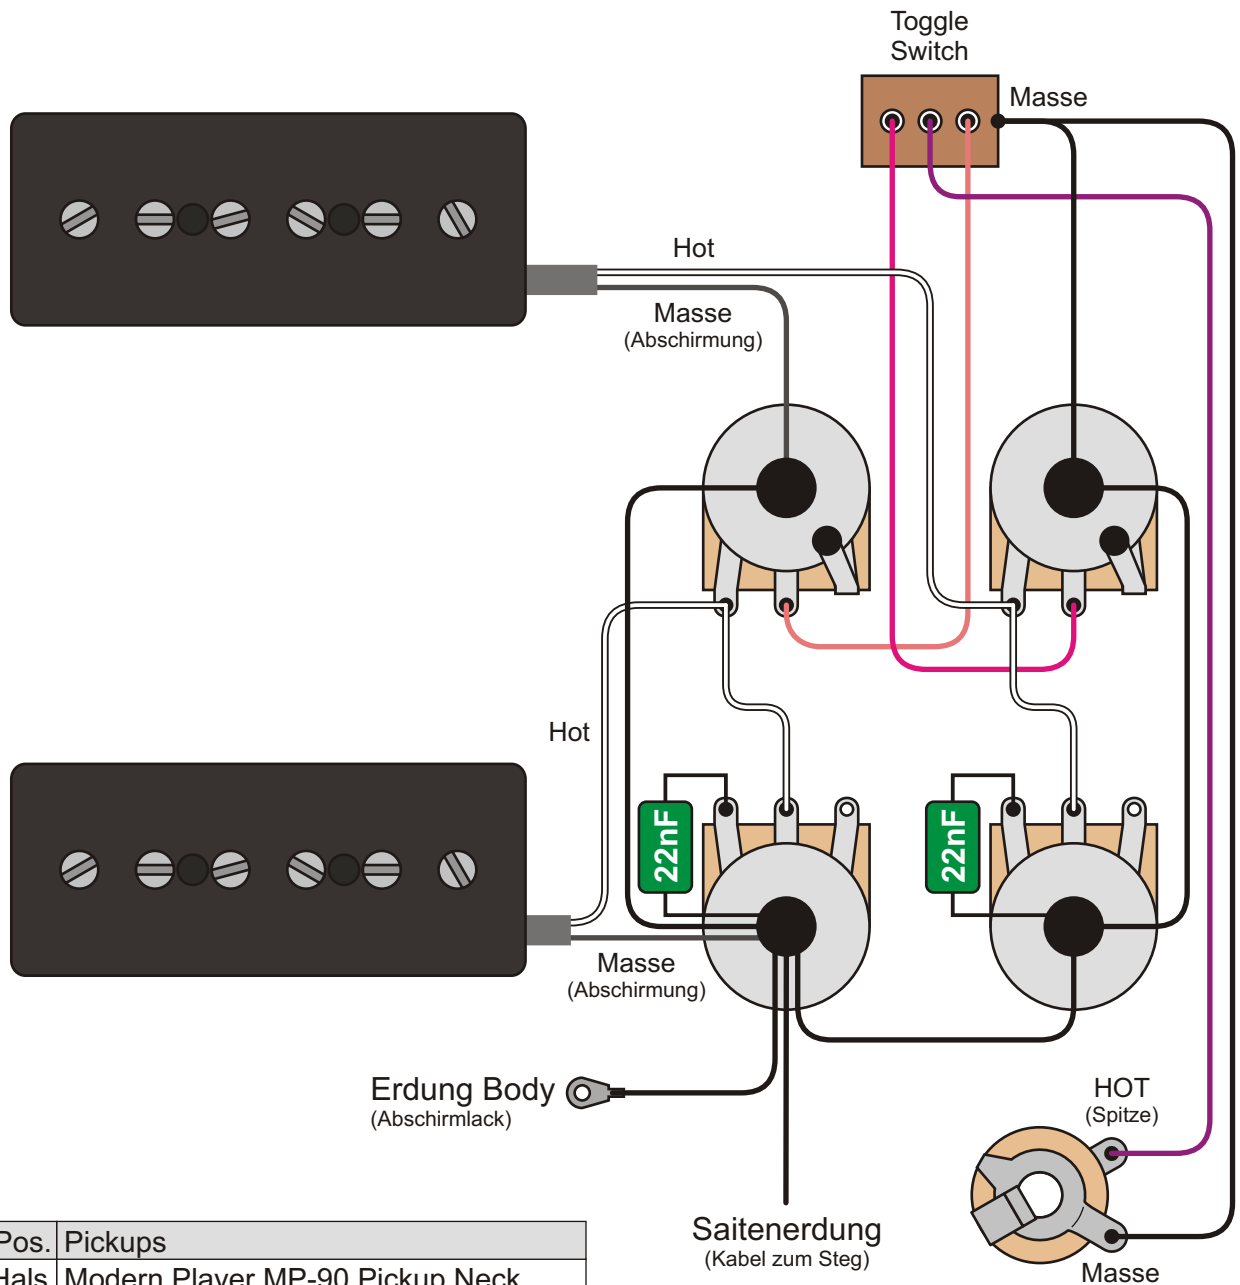 Toggle
Switch
Masse
Hot
Masse
(Abschirmung)
Hot
22nF
22nF
Masse
(Abschirmung)
Erdung Body
(Abschirmlack)
HOT
(Spitze)
Saitenerdung
(Kabel zum Steg)
Masse
Pos. Pickups
Hals Modern Player MP-90 Pickup Neck